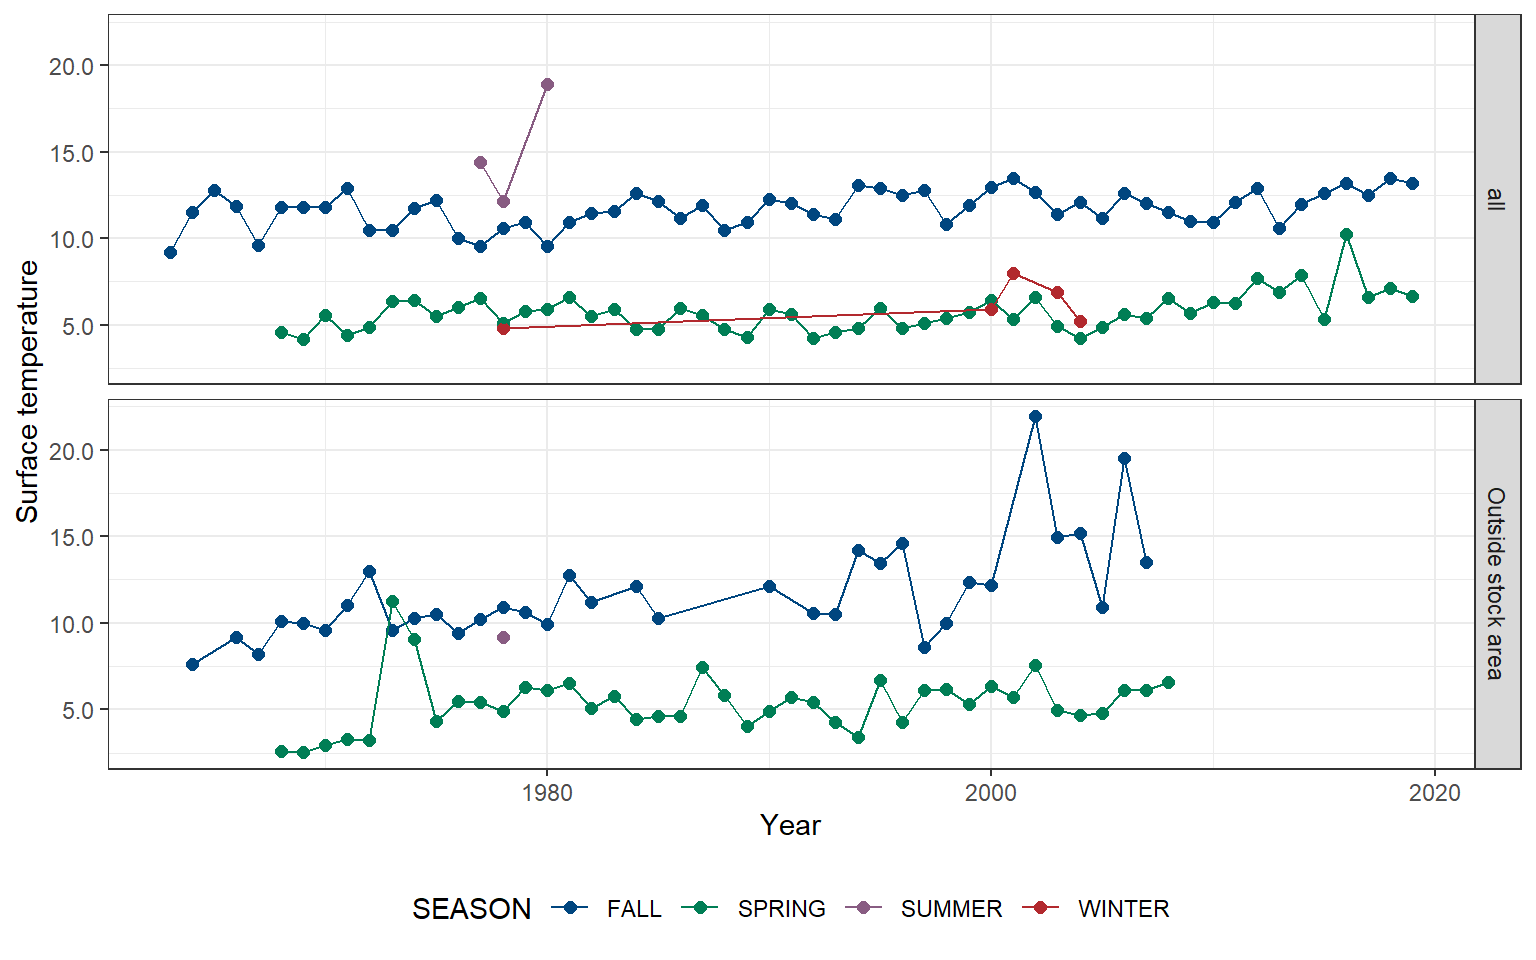 Surface temperature
20.0
15.0
10.0
5.0
all
20.0
15.0
10.0
5.0
Outside stock area
1980 2000 2020
Year
SEASON FALL SPRING SUMMER WINTER